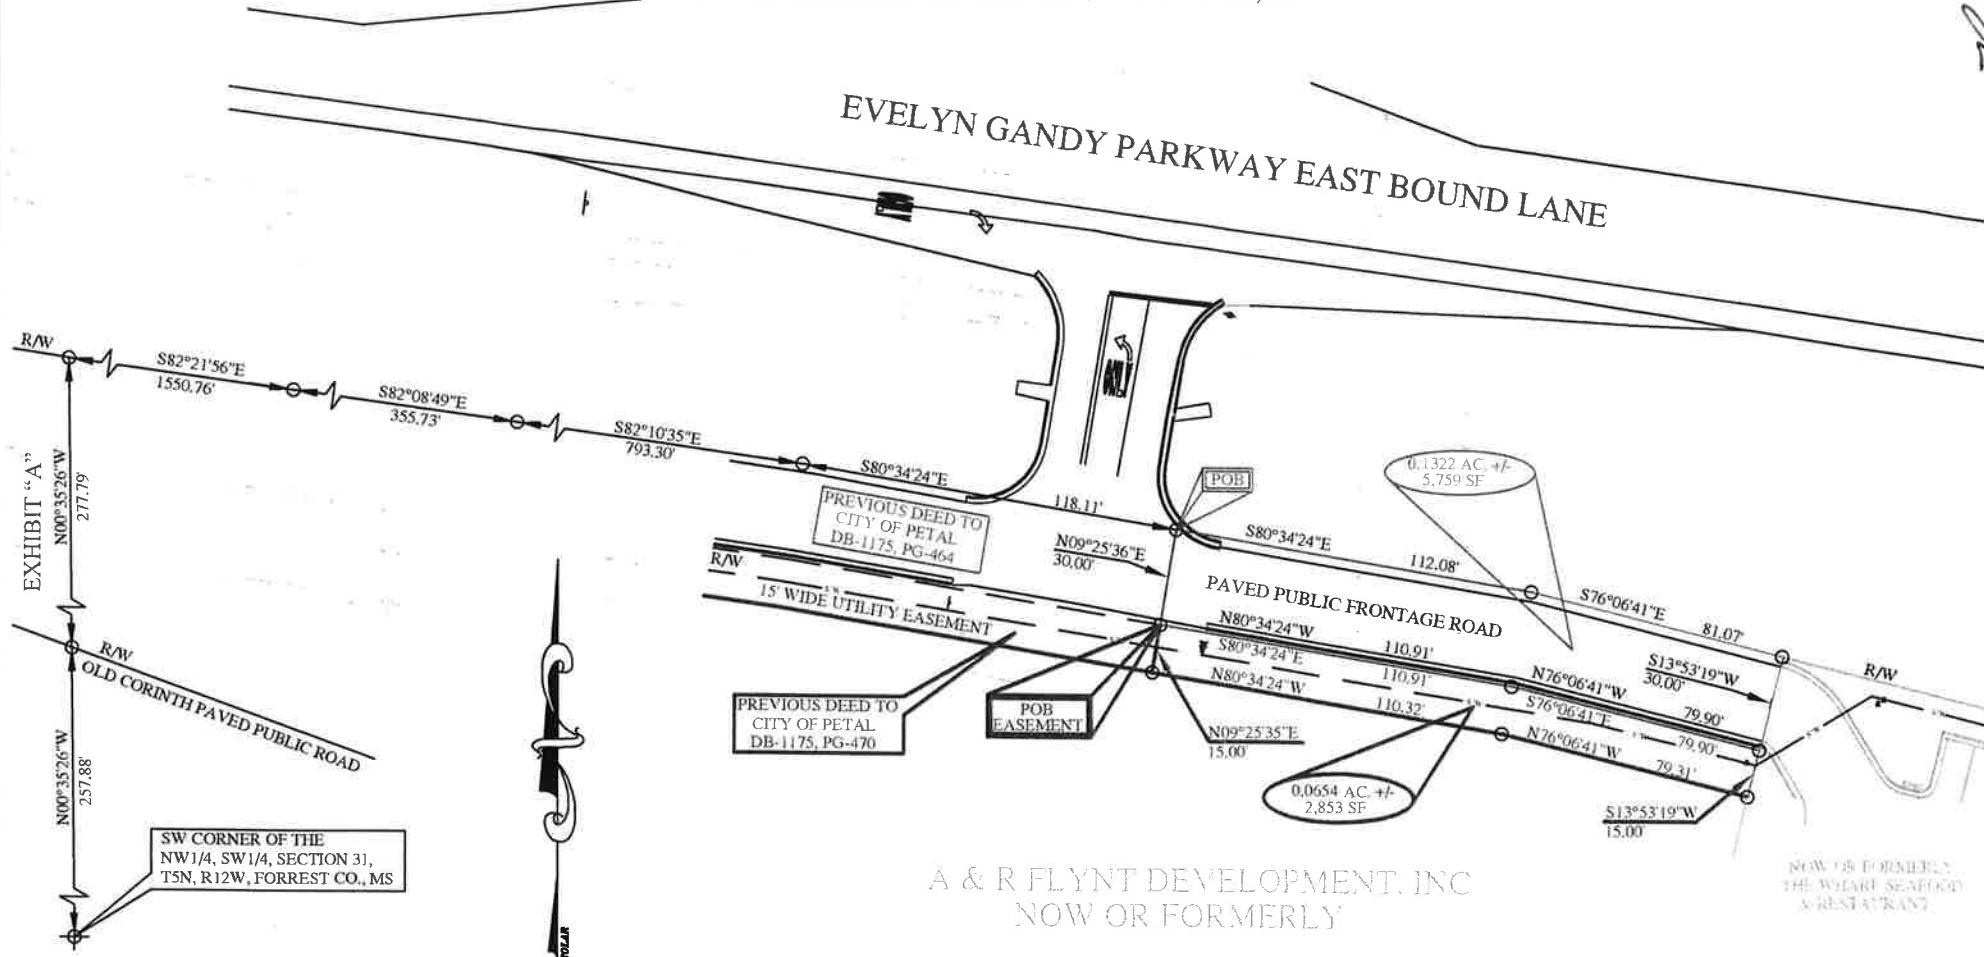 EVELYN GANDY PARKWAY EAST BOUND LANE
ONLY
R/W
S82°21'56"E
1550.76'
S82°08'49"E
355.73'
S82°10'35"E
793.30'
S80°34'24"E
118.11'
EXHIBIT "A"
N00°35'26"W
277.79'
PREVIOUS DEED TO
CITY OF PETAL
DB-1175, PG-464
POB
0.1322 AC. +/-
5,759 SF
N09°25'36"E
30.00'
S80°34'24"E
112.08'
S76°06'41"E
81.07'
R/W
15' WIDE UTILITY EASEMENT
PAVED PUBLIC FRONTAGE ROAD
N80°34'24"W
110.91'
S80°34'24"E
110.91'
N80°34'24"W
110.32'
N76°06'41"W
79.90'
S76°06'41"E
79.90'
N76°06'41"W
79.31'
S13°53'19"W
30.00'
R/W
R/W
OLD CORINTH PAVED PUBLIC ROAD
N00°35'26"W
257.88'
PREVIOUS DEED TO
CITY OF PETAL
DB-1175, PG-470
POB
EASEMENT
N09°25'35"E
15.00'
0.0654 AC. +/-
2,853 SF
S13°53'19"W
15.00'
SW CORNER OF THE
NW1/4, SW1/4, SECTION 31,
T5N, R12W, FORREST CO., MS
A & R FLYNT DEVELOPMENT, INC
NOW OR FORMERLY
NOW OR FORMERLY
THE WHARF SEAFOOD
& RESTAURANT